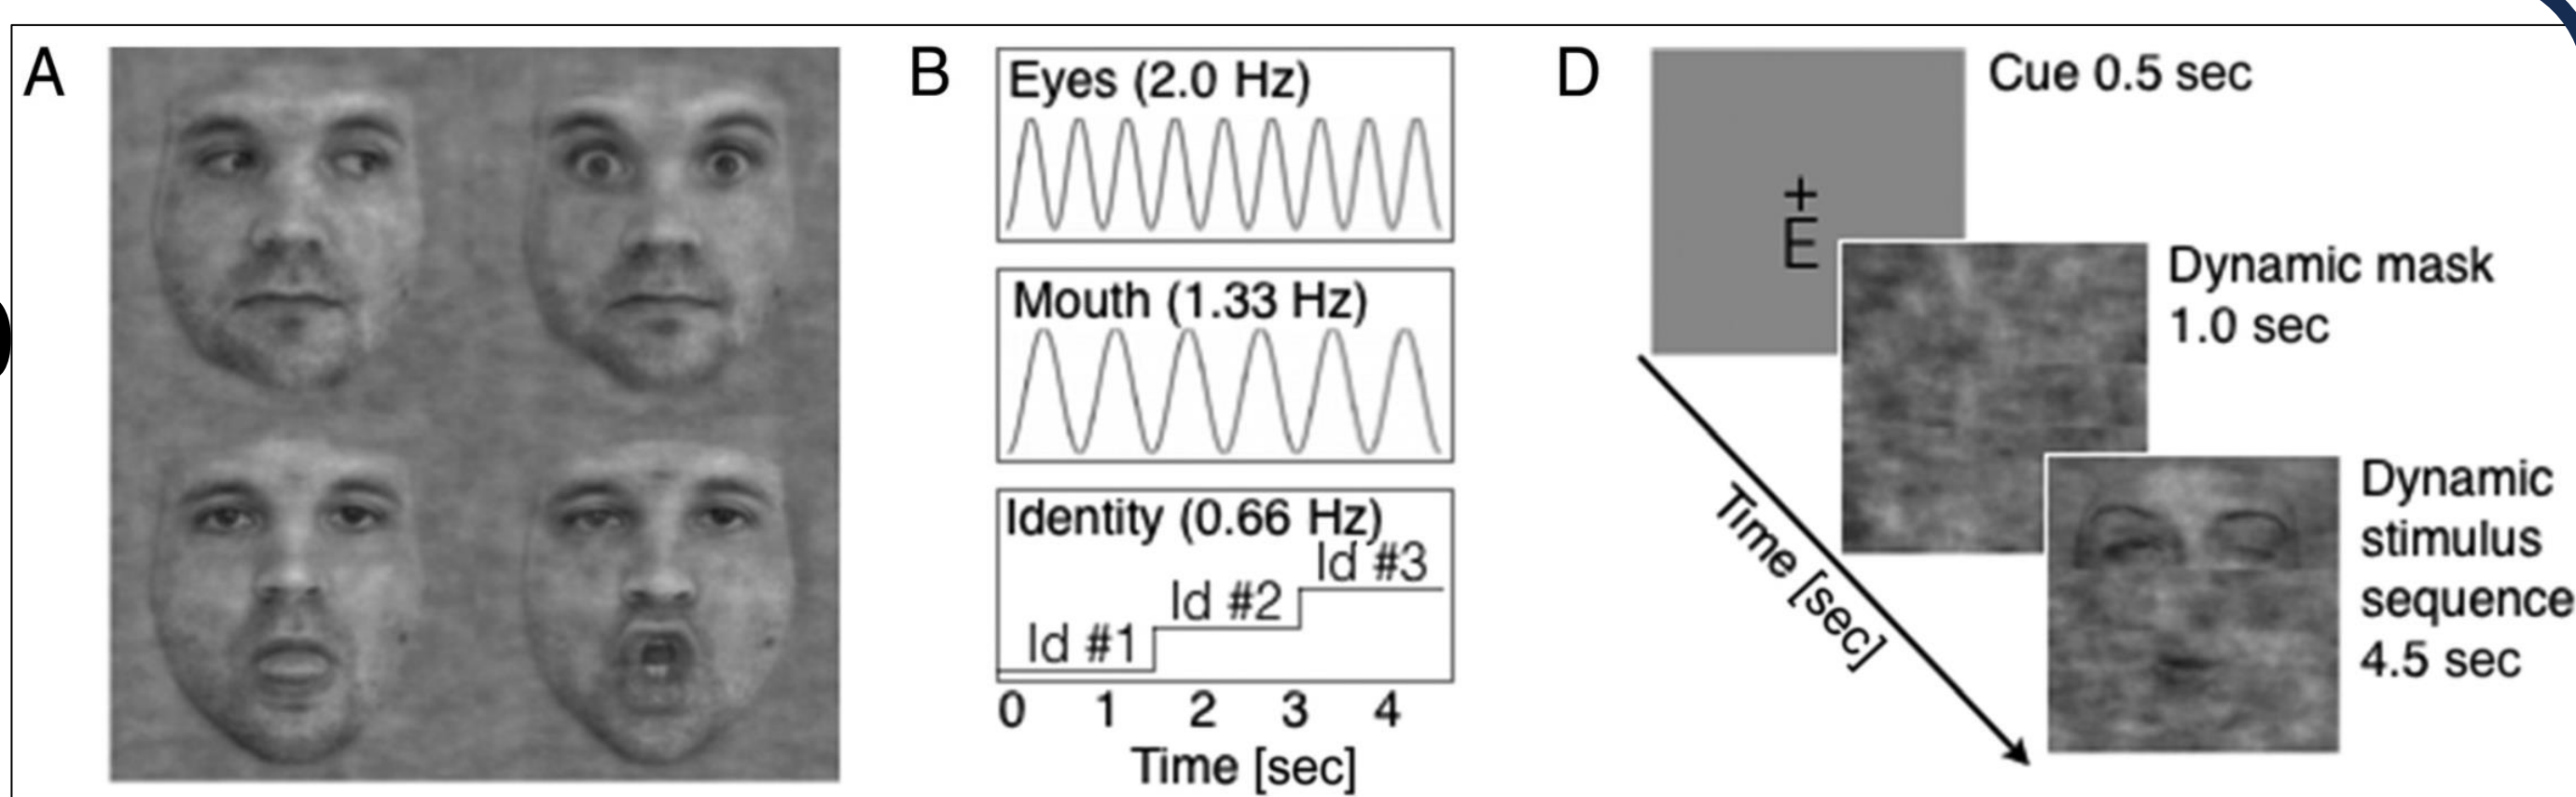 A
B
Eyes (2.0 Hz)
Mouth (1.33 Hz)
Identity (0.66 Hz)
Id #3
Id #2
Id #1
0 1 2 3 4
Time [sec]
D
Cue 0.5 sec
+
E
Dynamic mask
1.0 sec
Dynamic
stimulus
sequence
4.5 sec
Time [sec]